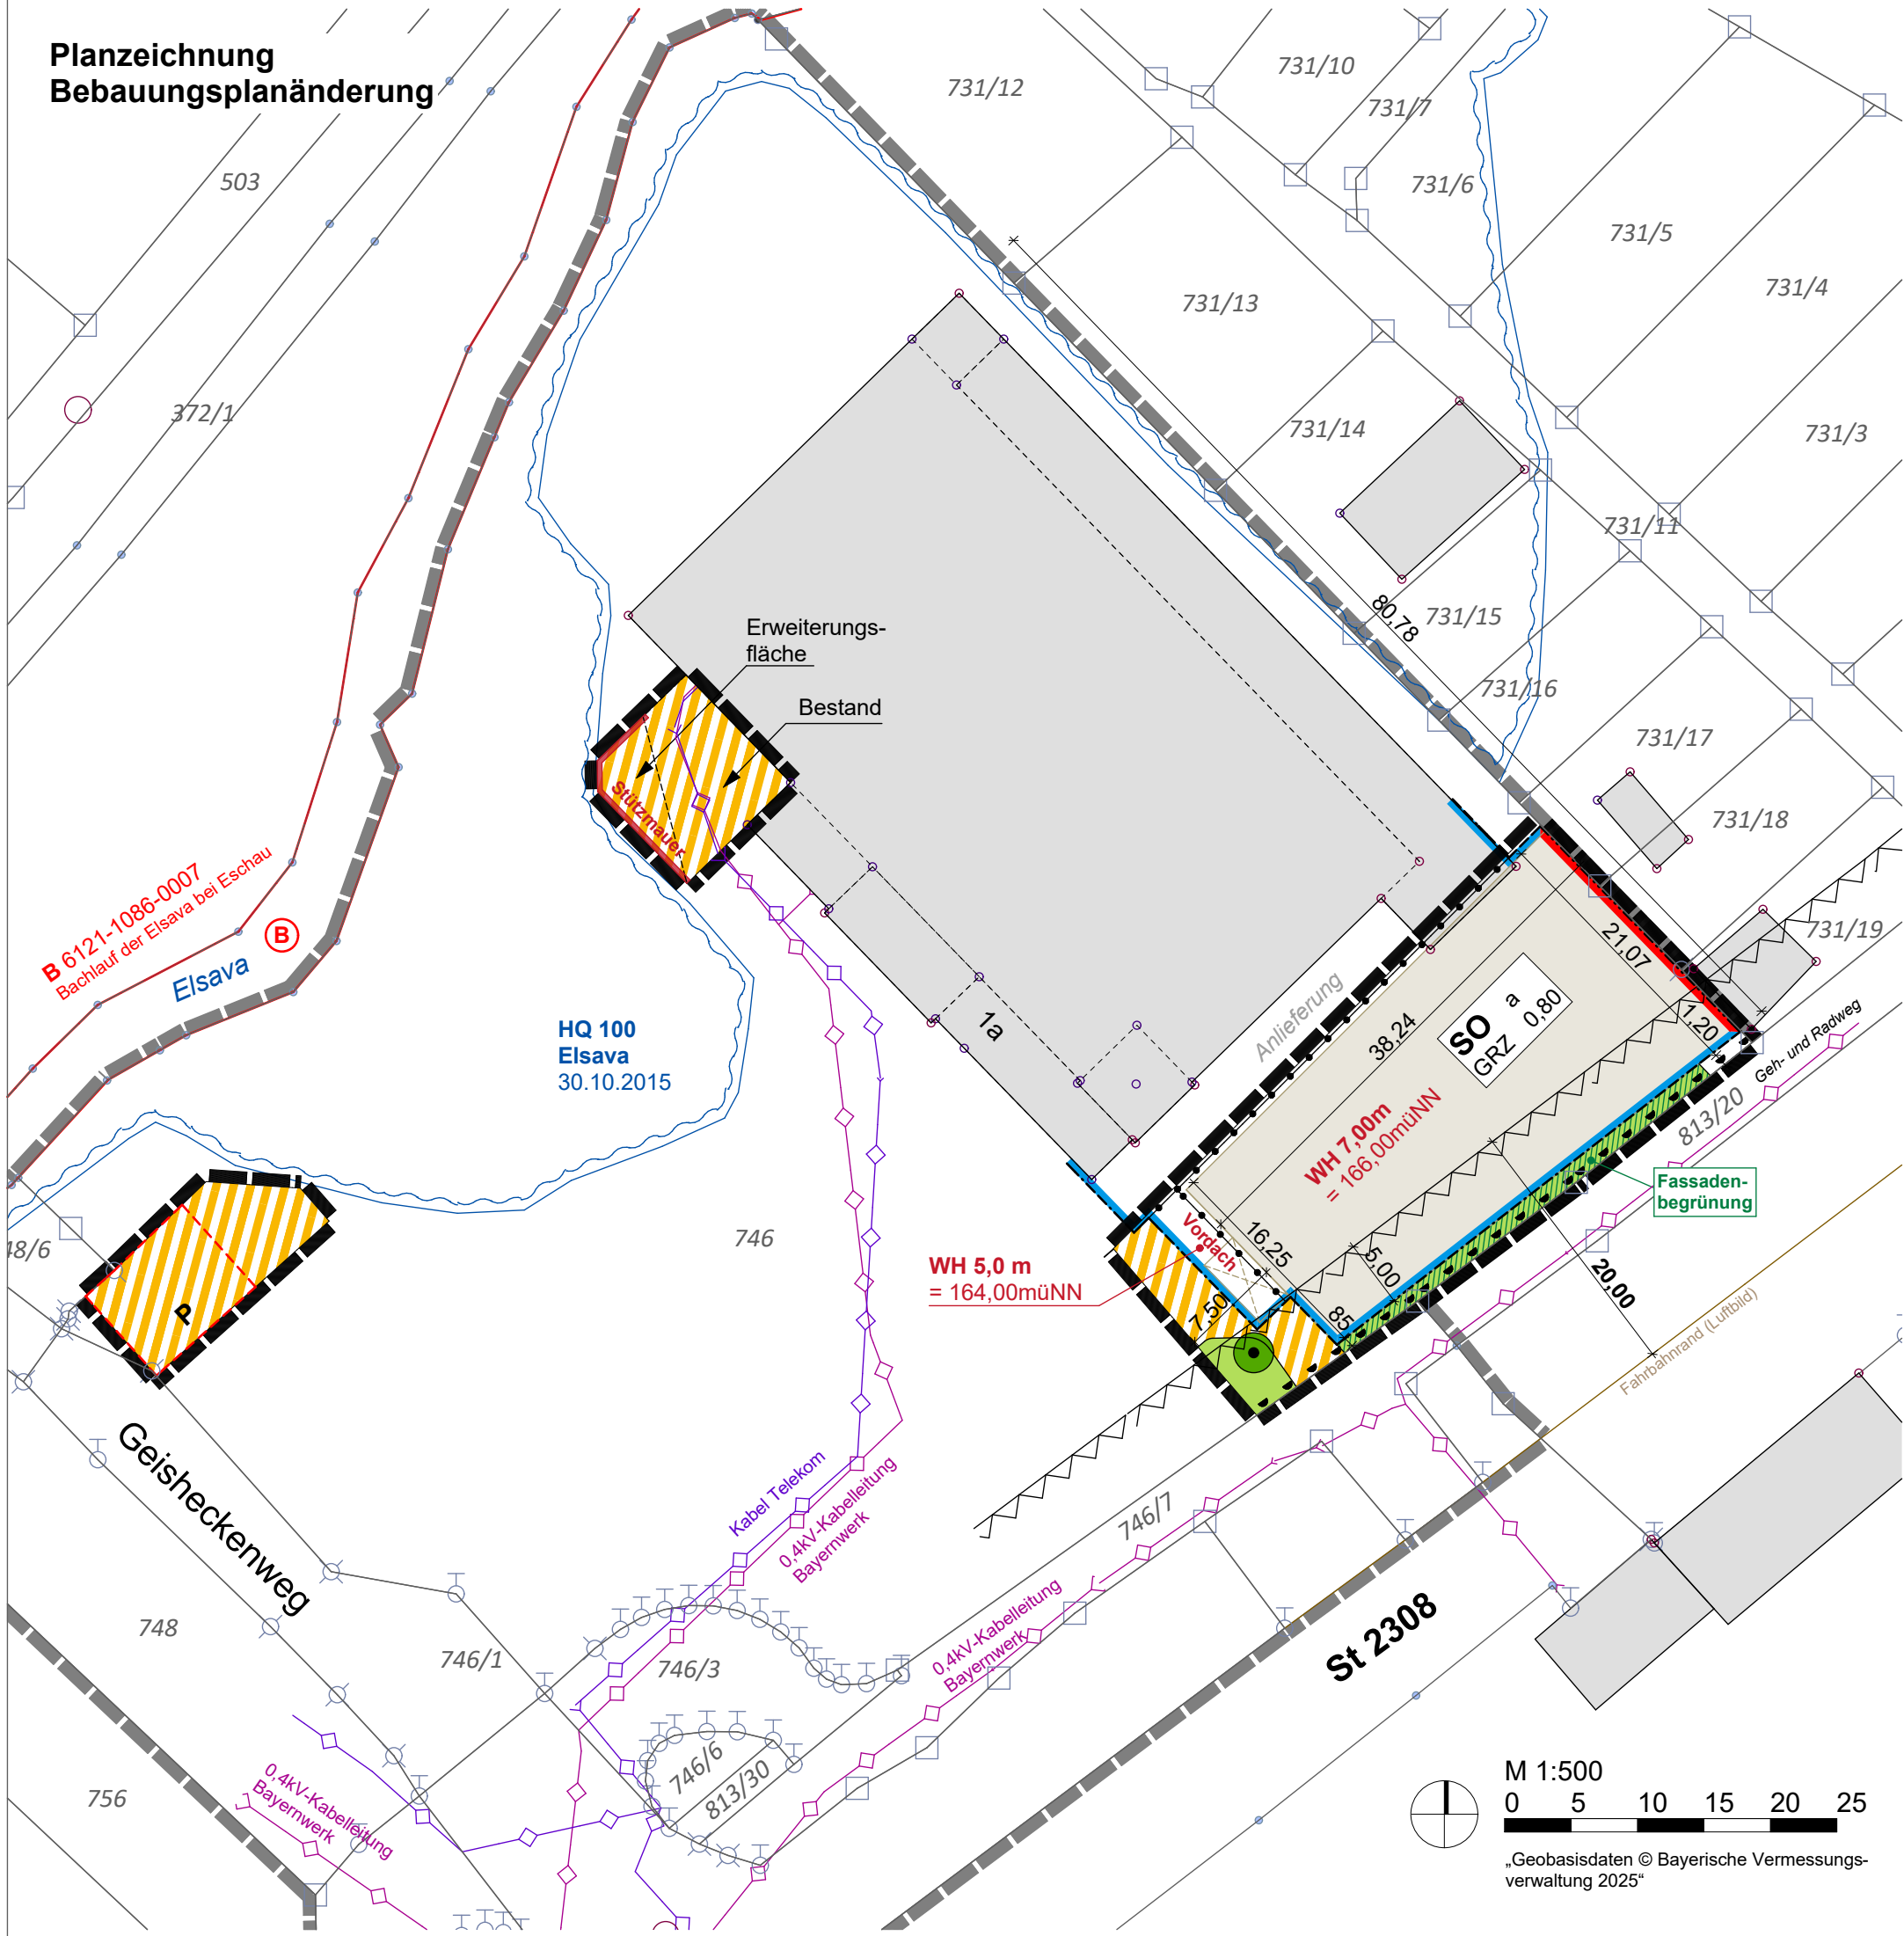 Planzeichnung
Bebauungsplanänderung
503
372/1
731/12
731/10
731/7
731/6
731/5
731/4
731/3
731/13
731/14
731/11
731/15
731/16
731/17
731/18
731/19
80,78
Erweiterungs-
fläche
Bestand
Stützmauer
B 6121-1086-0007
Bachlauf der Elsava bei Eschau
B
Elsava
HQ 100
Elsava
30.10.2015
1a
Anlieferung
38,24
21,07
1,20
SO a
GRZ 0,80
WH 7,00m
= 166,00müNN
Geh- und Radweg
813/20
Fassaden-
begrünung
Vordach
16,25
5,00
7,50
85
20,00
Fahrbahnrand (Luftbild)
WH 5,0 m
= 164,00müNN
746
48/6
P
Geisheckenweg
Kabel Telekom
0,4kV-Kabelleitung
Bayernwerk
746/7
0,4kV-Kabelleitung
Bayernwerk
St 2308
748
746/1
746/3
746/6
813/30
756
0,4kV-Kabelleitung
Bayernwerk
M 1:500
0 5 10 15 20 25
„Geobasisdaten © Bayerische Vermessungs-
verwaltung 2025“